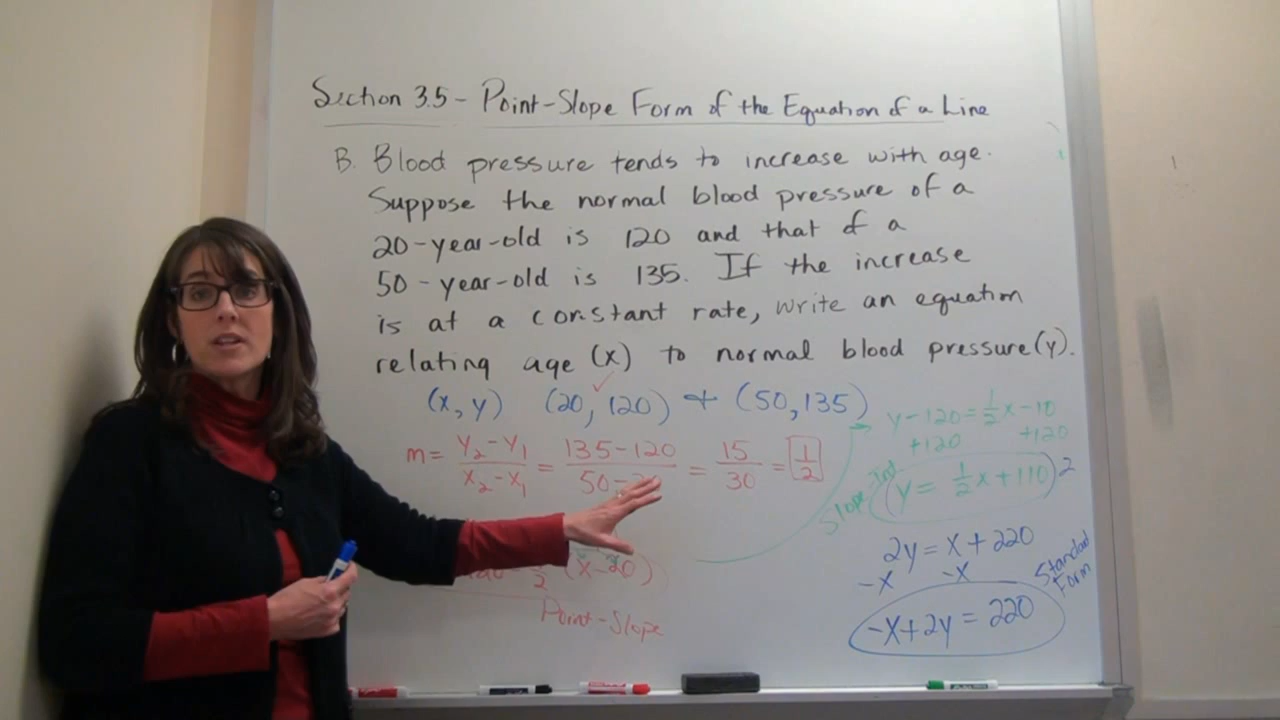 Section 3.5 - Point-Slope Form of the Equation of a Line
B. Blood pressure tends to increase with age.
Suppose the normal blood pressure of a
20-year-old is 120 and that of a
50-year-old is 135. If the increase
is at a constant rate, write an equation
relating age (x) to normal blood pressure (y).
(x, y) (20, 120) + (50, 135)
m = y₂-y₁/x₂-x₁ = 135-120/50- = 15/30 = 1/2
1/2 (x-20)
Point-Slope
y-120 = 1/2x-10
+120 +120
Slope Int
(y = 1/2x+110)2
2y = x + 220
-x -x
-x+2y = 220
Standard
Form